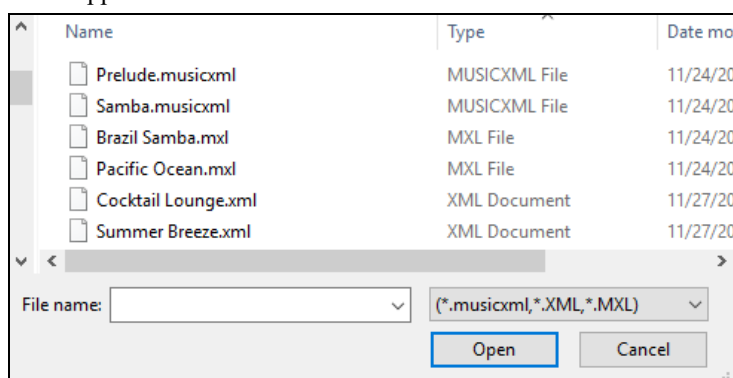 Name Type Date mo
Prelude.musicxml MUSICXML File 11/24/20
Samba.musicxml MUSICXML File 11/24/20
Brazil Samba.mxl MXL File 11/24/20
Pacific Ocean.mxl MXL File 11/24/20
Cocktail Lounge.xml XML Document 11/27/20
Summer Breeze.xml XML Document 11/27/20
File name: (*.musicxml,*.XML,*.MXL)
Open Cancel